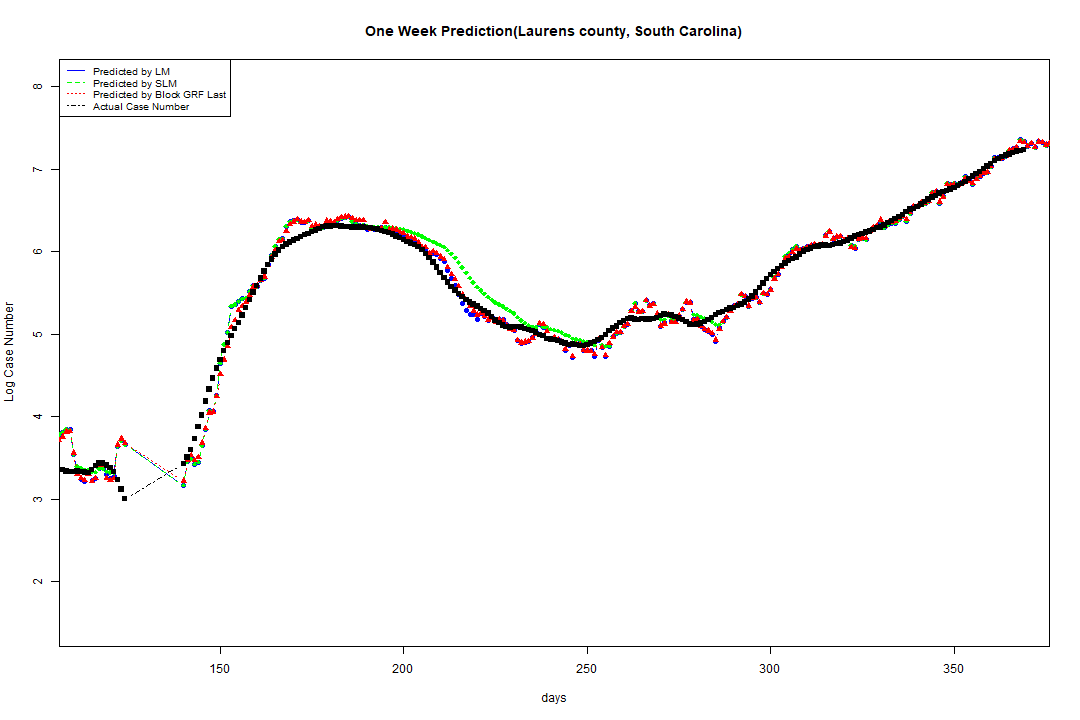 One Week Prediction(Laurens county, South Carolina)
Predicted by LM
Predicted by SLM
Predicted by Block GRF Last
Actual Case Number
8
7
6
5
4
3
2
Log Case Number
150 200 250 300 350
days